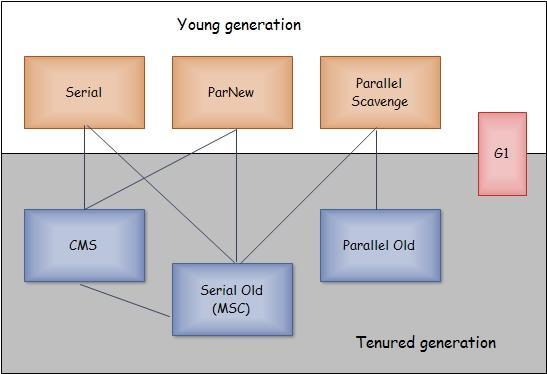 Young generation
Serial
ParNew
Parallel
Scavenge
G1
CMS
Parallel Old
Serial Old
(MSC)
Tenured generation